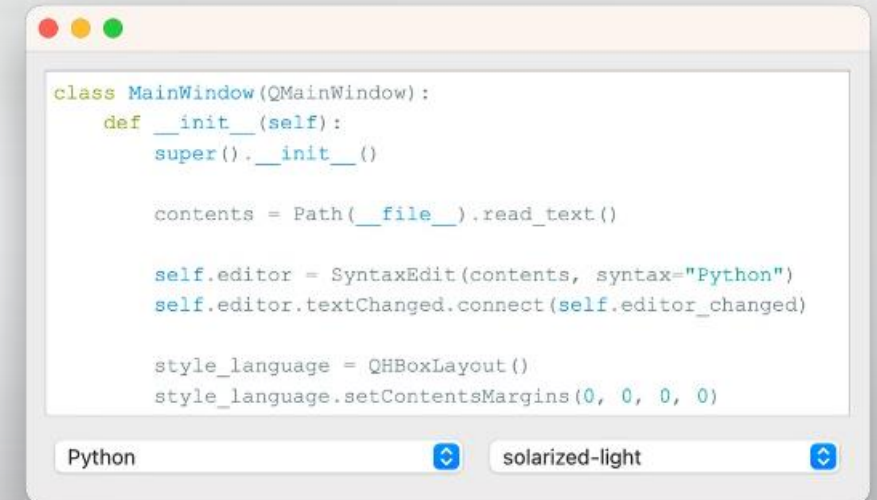 class MainWindow(QMainWindow):
    def __init__(self):
        super().__init__()
        contents = Path(__file__).read_text()
        self.editor = SyntaxEdit(contents, syntax="Python")
        self.editor.textChanged.connect(self.editor_changed)
        style_language = QHBoxLayout()
        style_language.setContentsMargins(0, 0, 0, 0)
Python
solarized-light